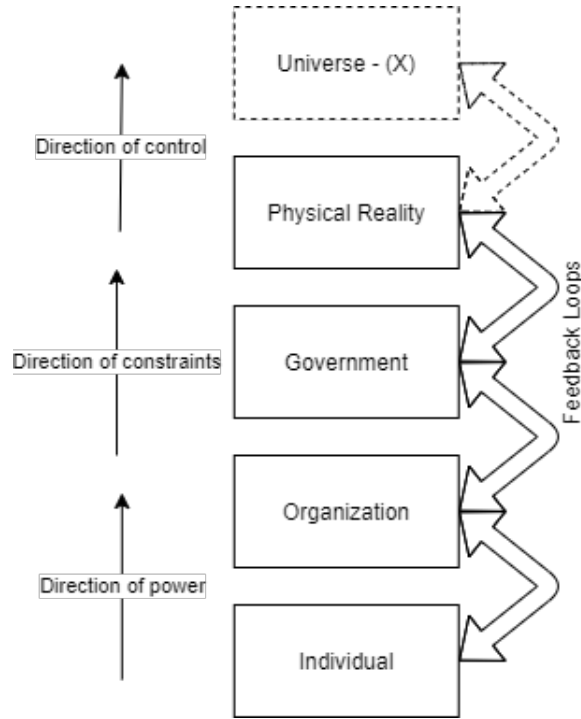 Universe - (X)
Direction of control
Physical Reality
Direction of constraints
Government
Feedback Loops
Organization
Direction of power
Individual